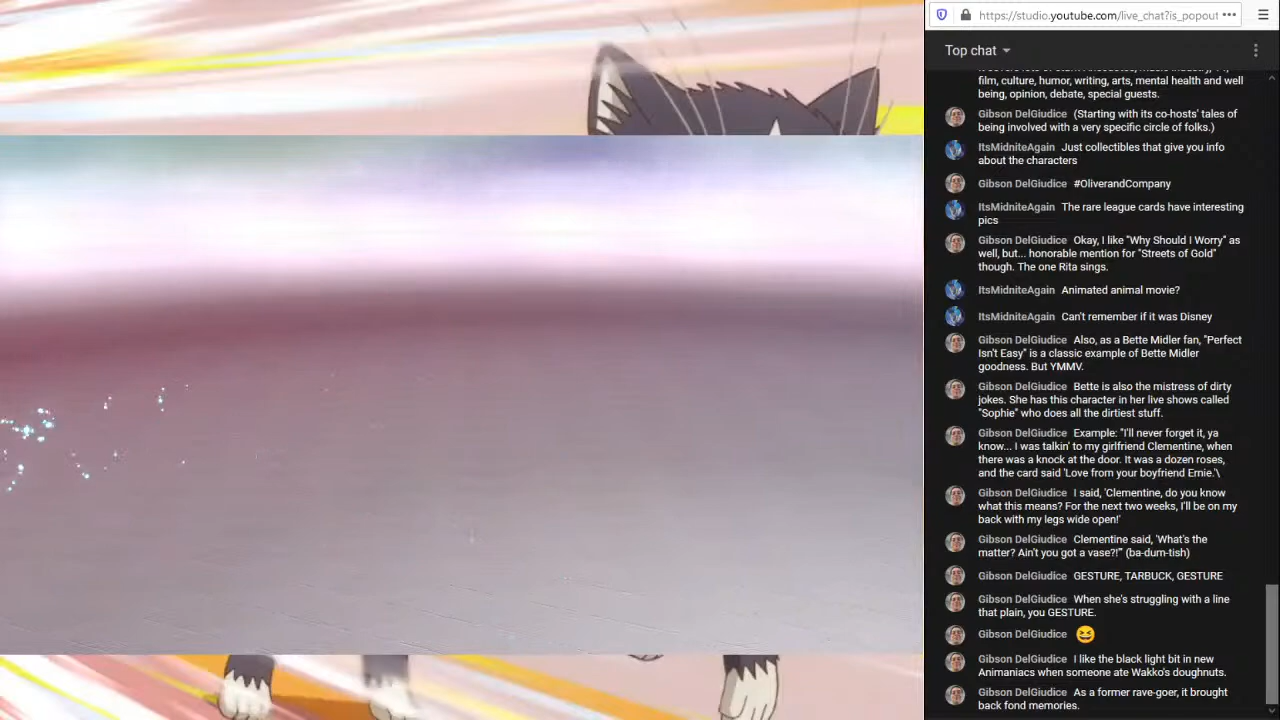 https://studio.youtube.com/live_chat?is_popout
Top chat
film, culture, humor, writing, arts, mental health and well
being, opinion, debate, special guests.
Gibson DelGiudice (Starting with its co-hosts' tales of
being involved with a very specific circle of folks.)
ItsMidniteAgain Just collectibles that give you info
about the characters
Gibson DelGiudice #OliverandCompany
ItsMidniteAgain The rare league cards have interesting
pics
Gibson DelGiudice Okay, I like "Why Should I Worry" as
well, but... honorable mention for "Streets of Gold"
though. The one Rita sings.
ItsMidniteAgain Animated animal movie?
ItsMidniteAgain Can't remember if it was Disney
Gibson DelGiudice Also, as a Bette Midler fan, "Perfect
Isn't Easy" is a classic example of Bette Midler
goodness. But YMMV.
Gibson DelGiudice Bette is also the mistress of dirty
jokes. She has this character in her live shows called
"Sophie" who does all the dirtiest stuff.
Gibson DelGiudice Example: "I'll never forget it, ya
know... I was talkin' to my girlfriend Clementine, when
there was a knock at the door. It was a dozen roses,
and the card said 'Love from your boyfriend Ernie.'\
Gibson DelGiudice I said, 'Clementine, do you know
what this means? For the next two weeks, I'll be on my
back with my legs wide open!'
Gibson DelGiudice Clementine said, 'What's the
matter? Ain't you got a vase?!" (ba-dum-tish)
Gibson DelGiudice GESTURE, TARBUCK, GESTURE
Gibson DelGiudice When she's struggling with a line
that plain, you GESTURE.
Gibson DelGiudice 😆
Gibson DelGiudice I like the black light bit in new
Animaniacs when someone ate Wakko's doughnuts.
Gibson DelGiudice As a former rave-goer, it brought
back fond memories.